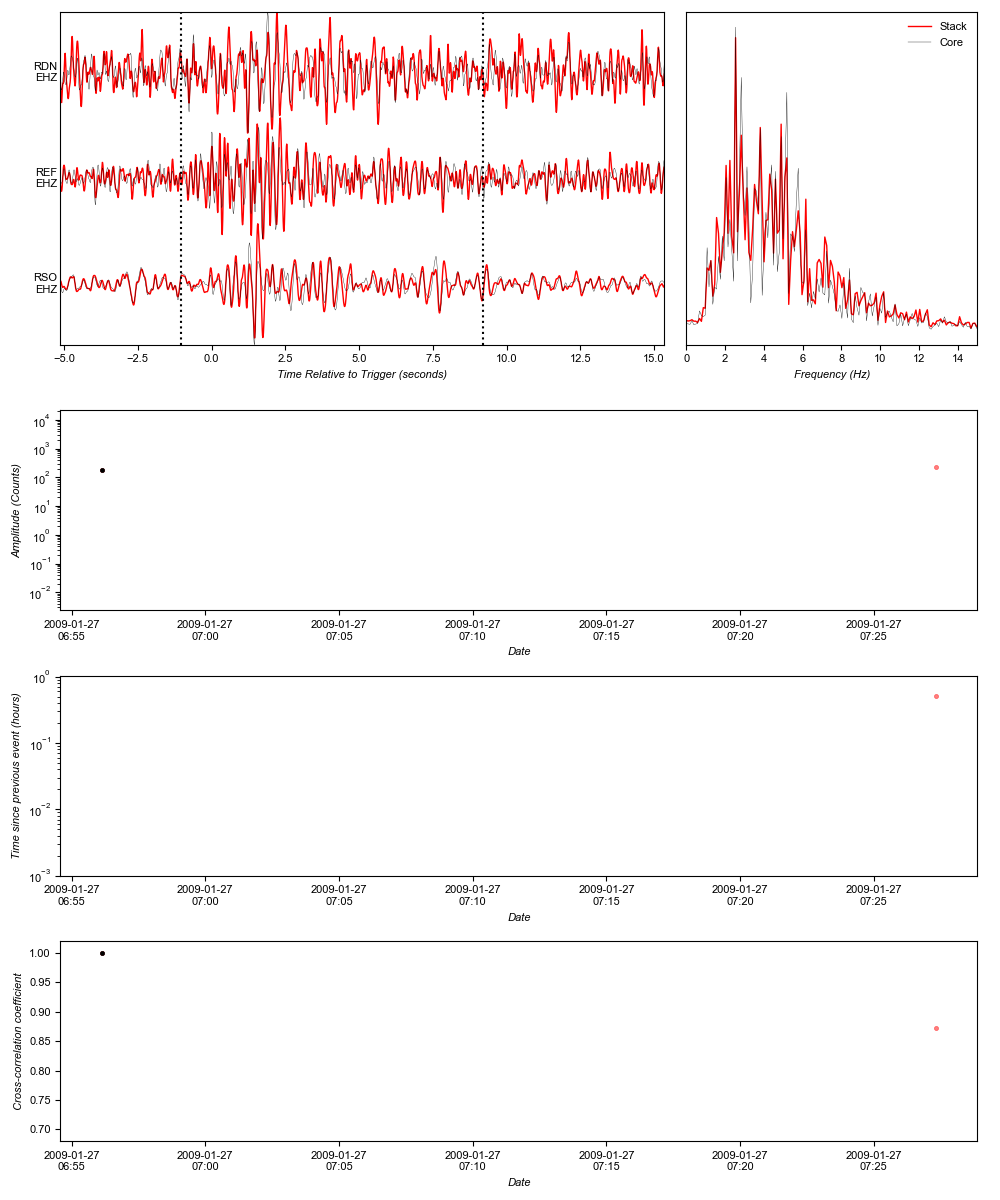 RDN
EHZ
REF
EHZ
RSO
EHZ
−5.0 −2.5 0.0 2.5 5.0 7.5 10.0 12.5 15.0
Time Relative to Trigger (seconds)
Stack
Core
0 2 4 6 8 10 12 14
Frequency (Hz)
10^4
10^3
10^2
10^1
10^0
10^−1
10^−2
Amplitude (Counts)
2009-01-27 2009-01-27 2009-01-27 2009-01-27 2009-01-27 2009-01-27 2009-01-27
06:55 07:00 07:05 07:10 07:15 07:20 07:25
Date
10^0
10^−1
10^−2
10^−3
Time since previous event (hours)
2009-01-27 2009-01-27 2009-01-27 2009-01-27 2009-01-27 2009-01-27 2009-01-27
06:55 07:00 07:05 07:10 07:15 07:20 07:25
Date
1.00
0.95
0.90
0.85
0.80
0.75
0.70
Cross-correlation coefficient
2009-01-27 2009-01-27 2009-01-27 2009-01-27 2009-01-27 2009-01-27 2009-01-27
06:55 07:00 07:05 07:10 07:15 07:20 07:25
Date